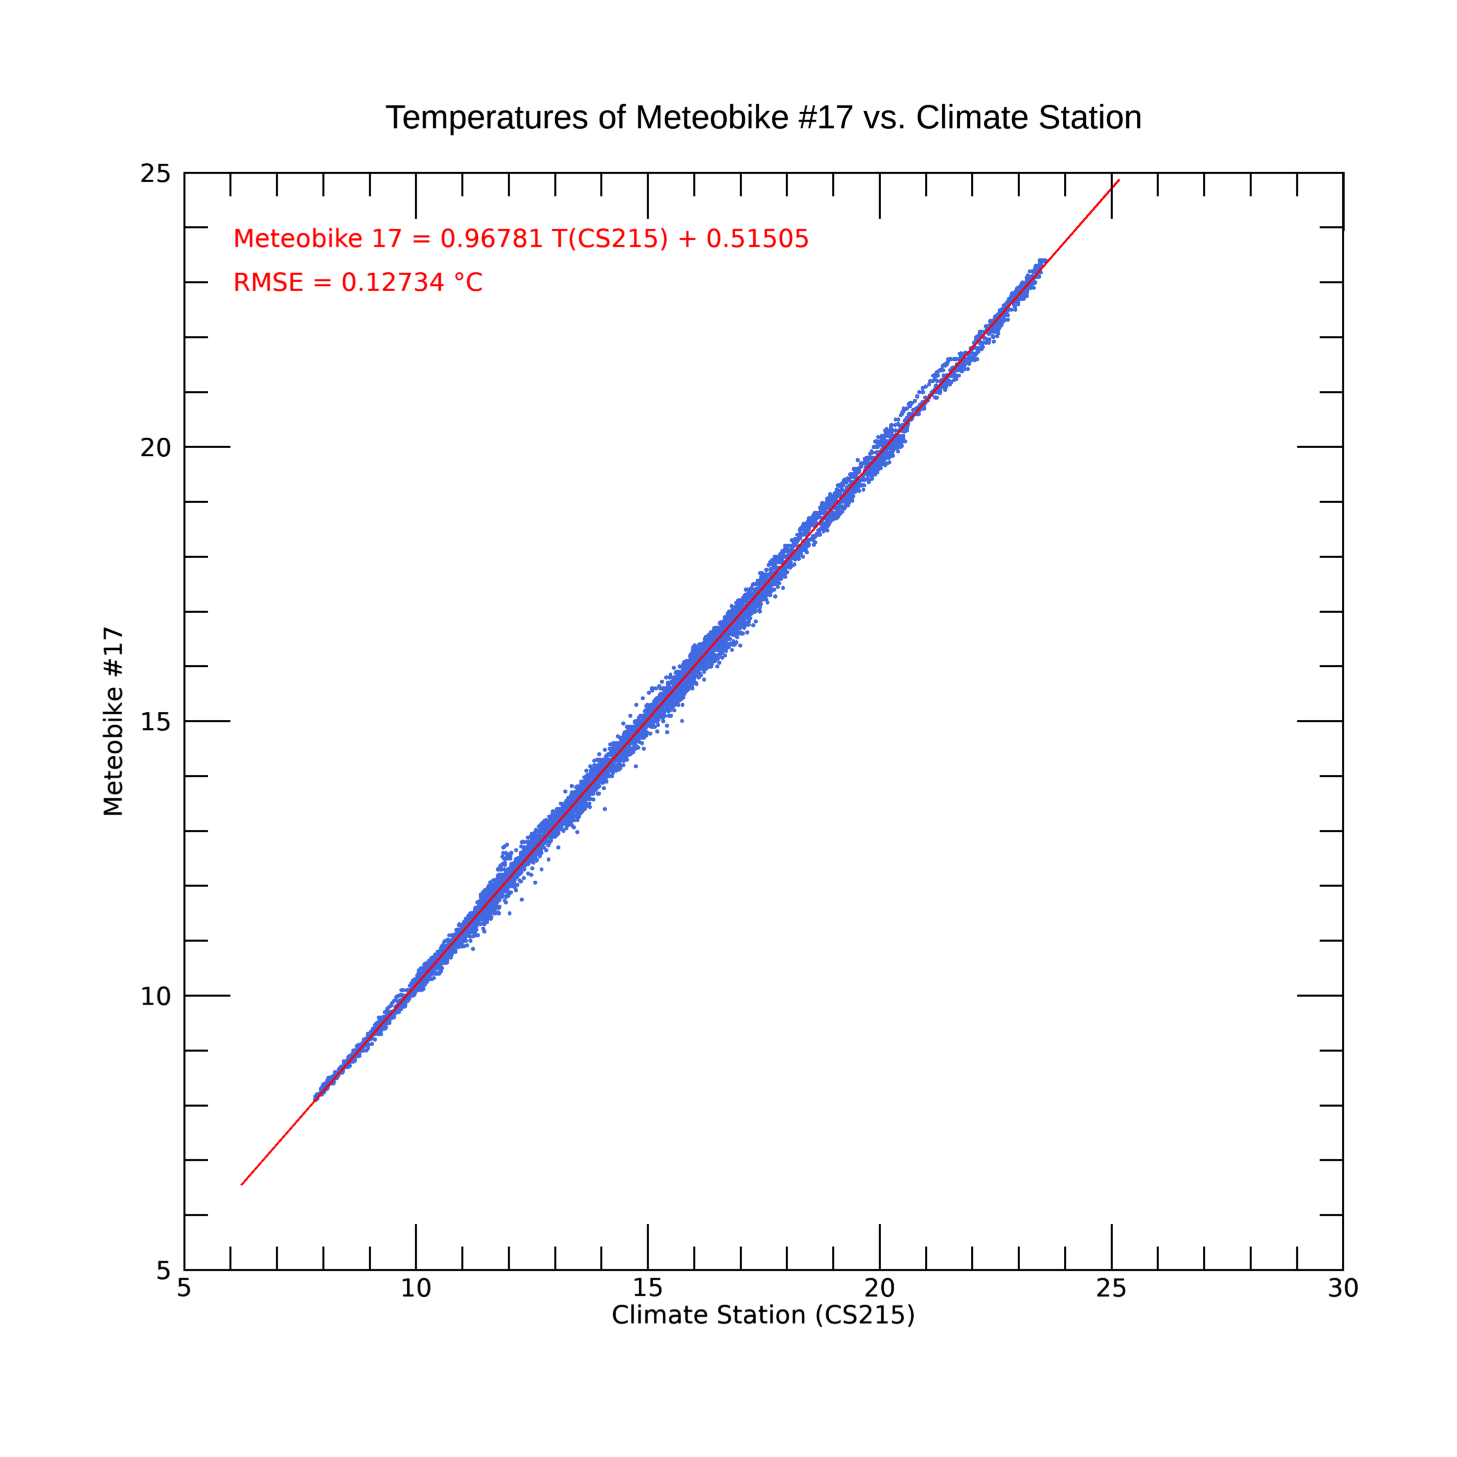 Temperatures of Meteobike #17 vs. Climate Station
25
Meteobike 17 = 0.96781 T(CS215) + 0.51505
RMSE = 0.12734 °C
20
Meteobike #17
15
10
5
5 10 15 20 25 30
Climate Station (CS215)